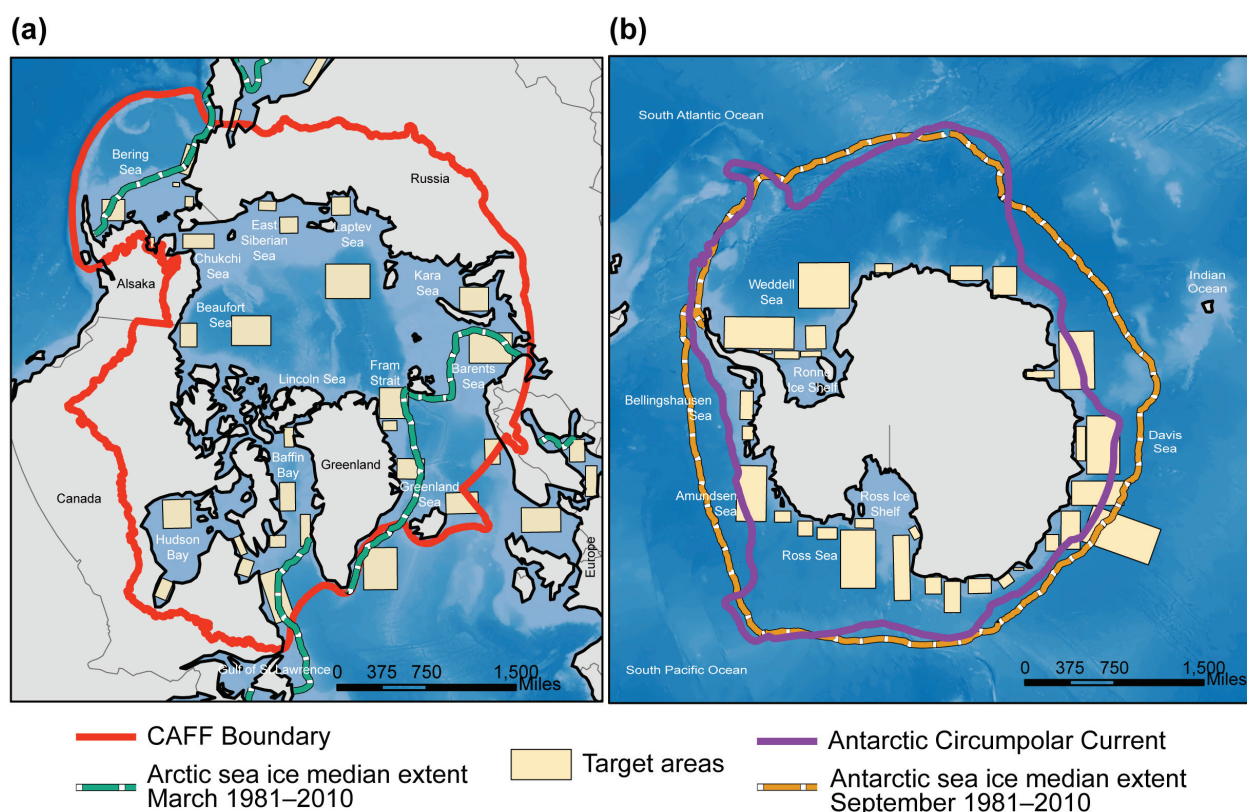 (a)
Bering
Sea
Russia
East
Siberian
Sea
Laptev
Sea
Chukchi
Sea
Alsaka
Kara
Sea
Beaufort
Sea
Fram
Strait
Barents
Sea
Lincoln Sea
Baffin
Bay
Greenland
Greenland
Sea
Canada
Hudson
Bay
Europe
Gulf of St Lawrence
0 375 750 1,500
Miles
(b)
South Atlantic Ocean
Weddell
Sea
Indian
Ocean
Ronne
Ice Shelf
Bellingshausen
Sea
Davis
Sea
Amundsen
Sea
Ross Ice
Shelf
Ross Sea
South Pacific Ocean
0 375 750 1,500
Miles
CAFF Boundary
Arctic sea ice median extent
March 1981–2010
Target areas
Antarctic Circumpolar Current
Antarctic sea ice median extent
September 1981–2010